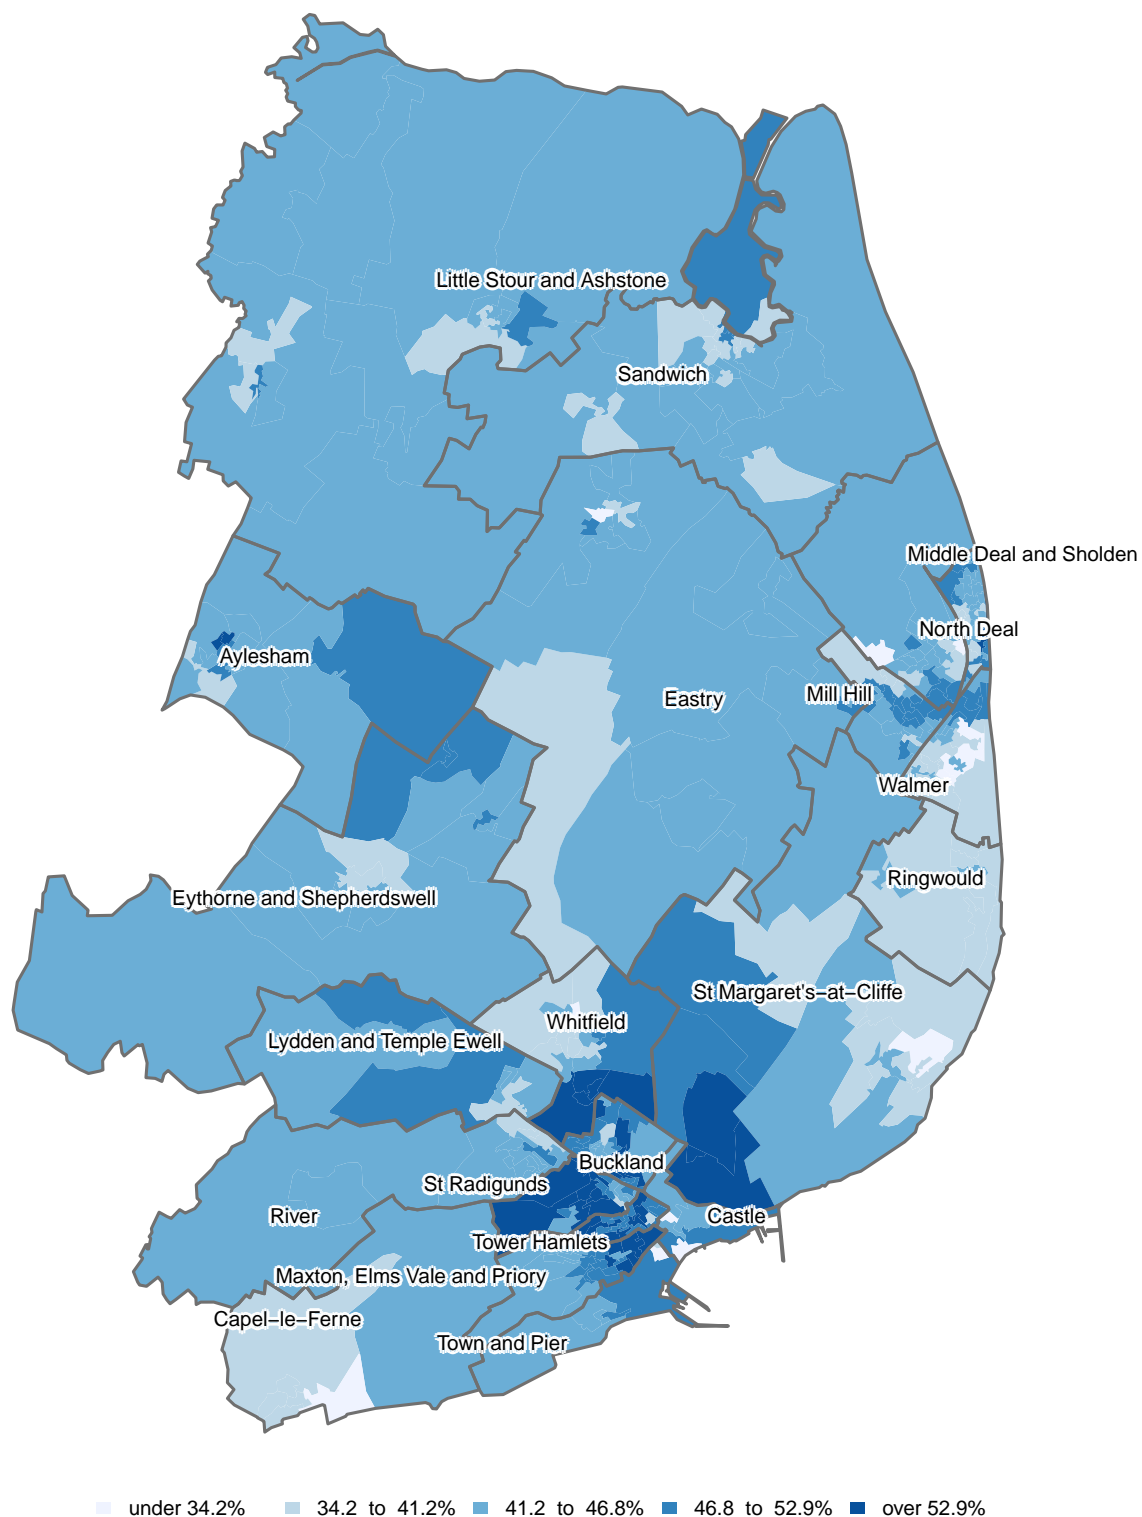 Little Stour and Ashstone
Sandwich
Middle Deal and Sholden
North Deal
Aylesham
Mill Hill
Eastry
Walmer
Ringwould
Eythorne and Shepherdswell
St Margaret's−at−Cliffe
Whitfield
Lydden and Temple Ewell
Buckland
St Radigunds
River
Castle
Tower Hamlets
Maxton, Elms Vale and Priory
Capel−le−Ferne
Town and Pier
under 34.2% 34.2 to 41.2% 41.2 to 46.8% 46.8 to 52.9% over 52.9%